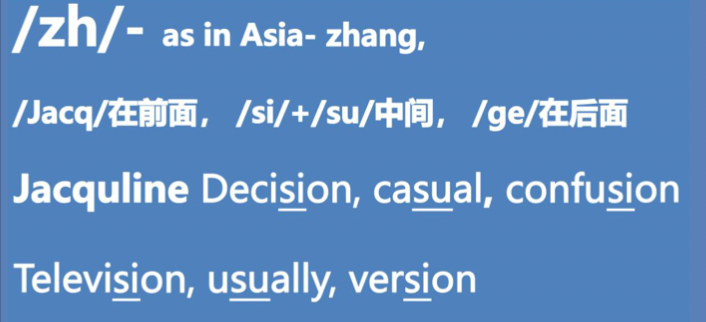 /zh/- as in Asia- zhang,
/Jacq/在前面， /si/+/su/中间， /ge/在后面
Jacquline Decision, casual, confusion
Television, usually, version